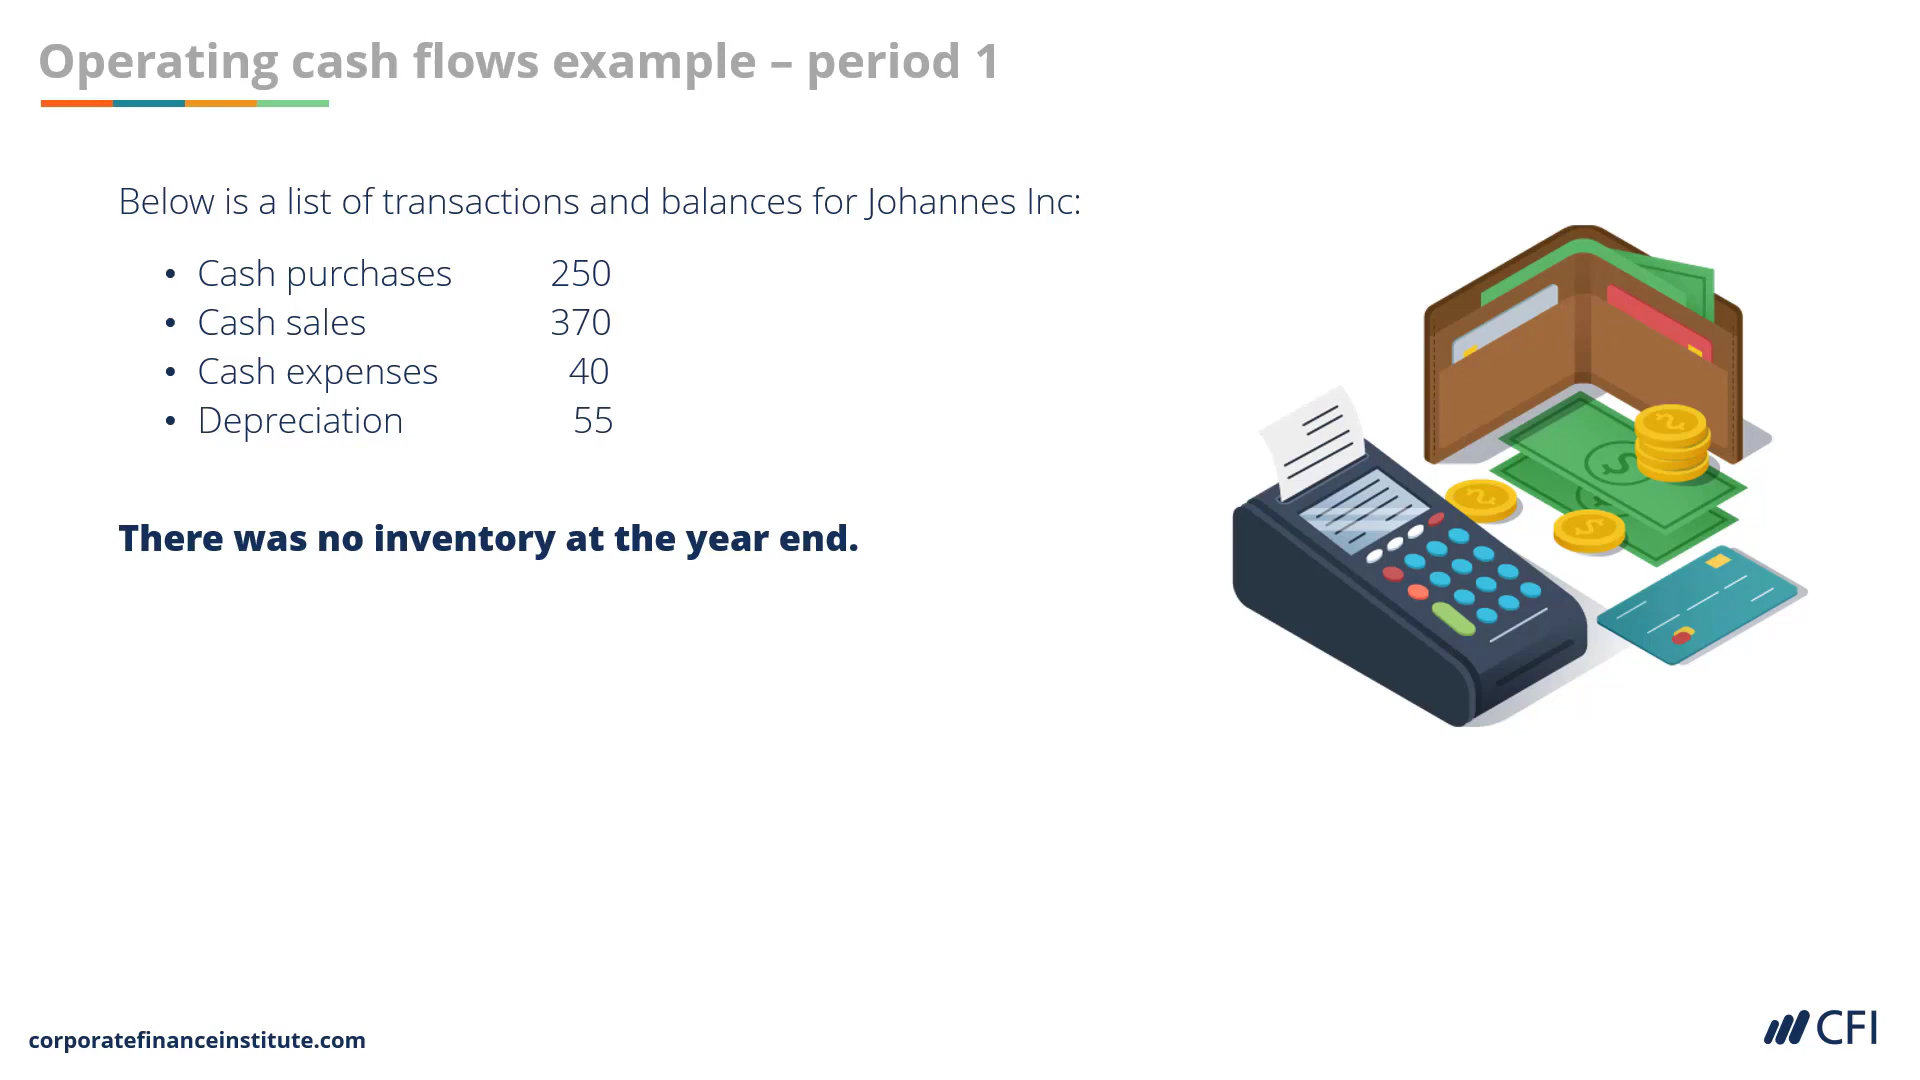 Operating cash flows example – period 1
Below is a list of transactions and balances for Johannes Inc:
• Cash purchases 250
• Cash sales 370
• Cash expenses 40
• Depreciation 55
There was no inventory at the year end.
corporatefinanceinstitute.com
CFI